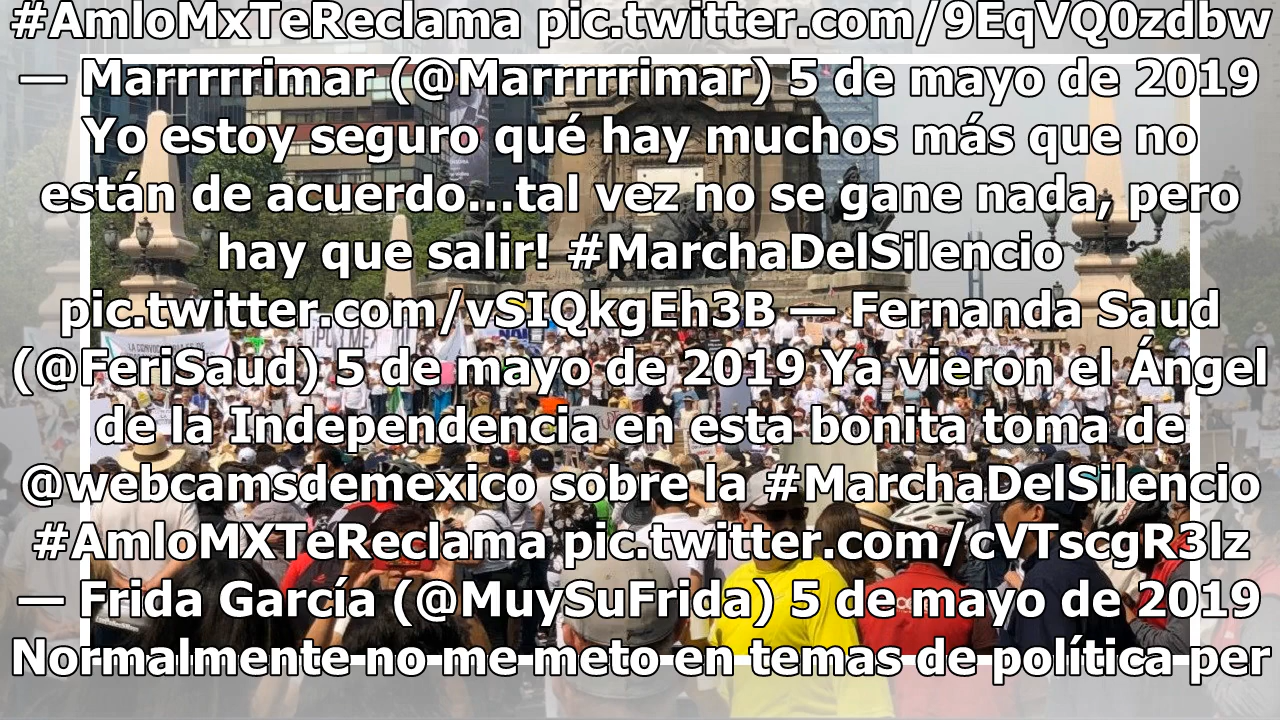 #AmloMxTeReclama pic.twitter.com/9EqVQ0zdbw
— Marrrrrimar (@Marrrrrimar) 5 de mayo de 2019
Yo estoy seguro qué hay muchos más que no
están de acuerdo...tal vez no se gane nada, pero
hay que salir! #MarchaDelSilencio
pic.twitter.com/vSIQkgEh3B — Fernanda Saud
(@FeriSaud) 5 de mayo de 2019 Ya vieron el Ángel
de la Independencia en esta bonita toma de
@webcamsdemexico sobre la #MarchaDelSilencio
#AmloMXTeReclama pic.twitter.com/cVTscgR3lz
— Frida García (@MuySuFrida) 5 de mayo de 2019
Normalmente no me meto en temas de política per